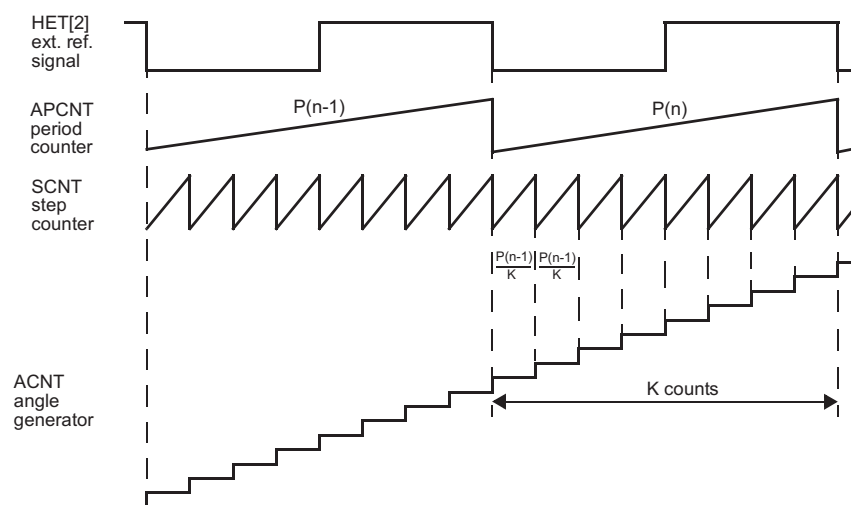 HET[2]
ext. ref.
signal
APCNT
period
counter
P(n-1)
P(n)
SCNT
step
counter
P(n-1)
K
P(n-1)
K
ACNT
angle
generator
K counts